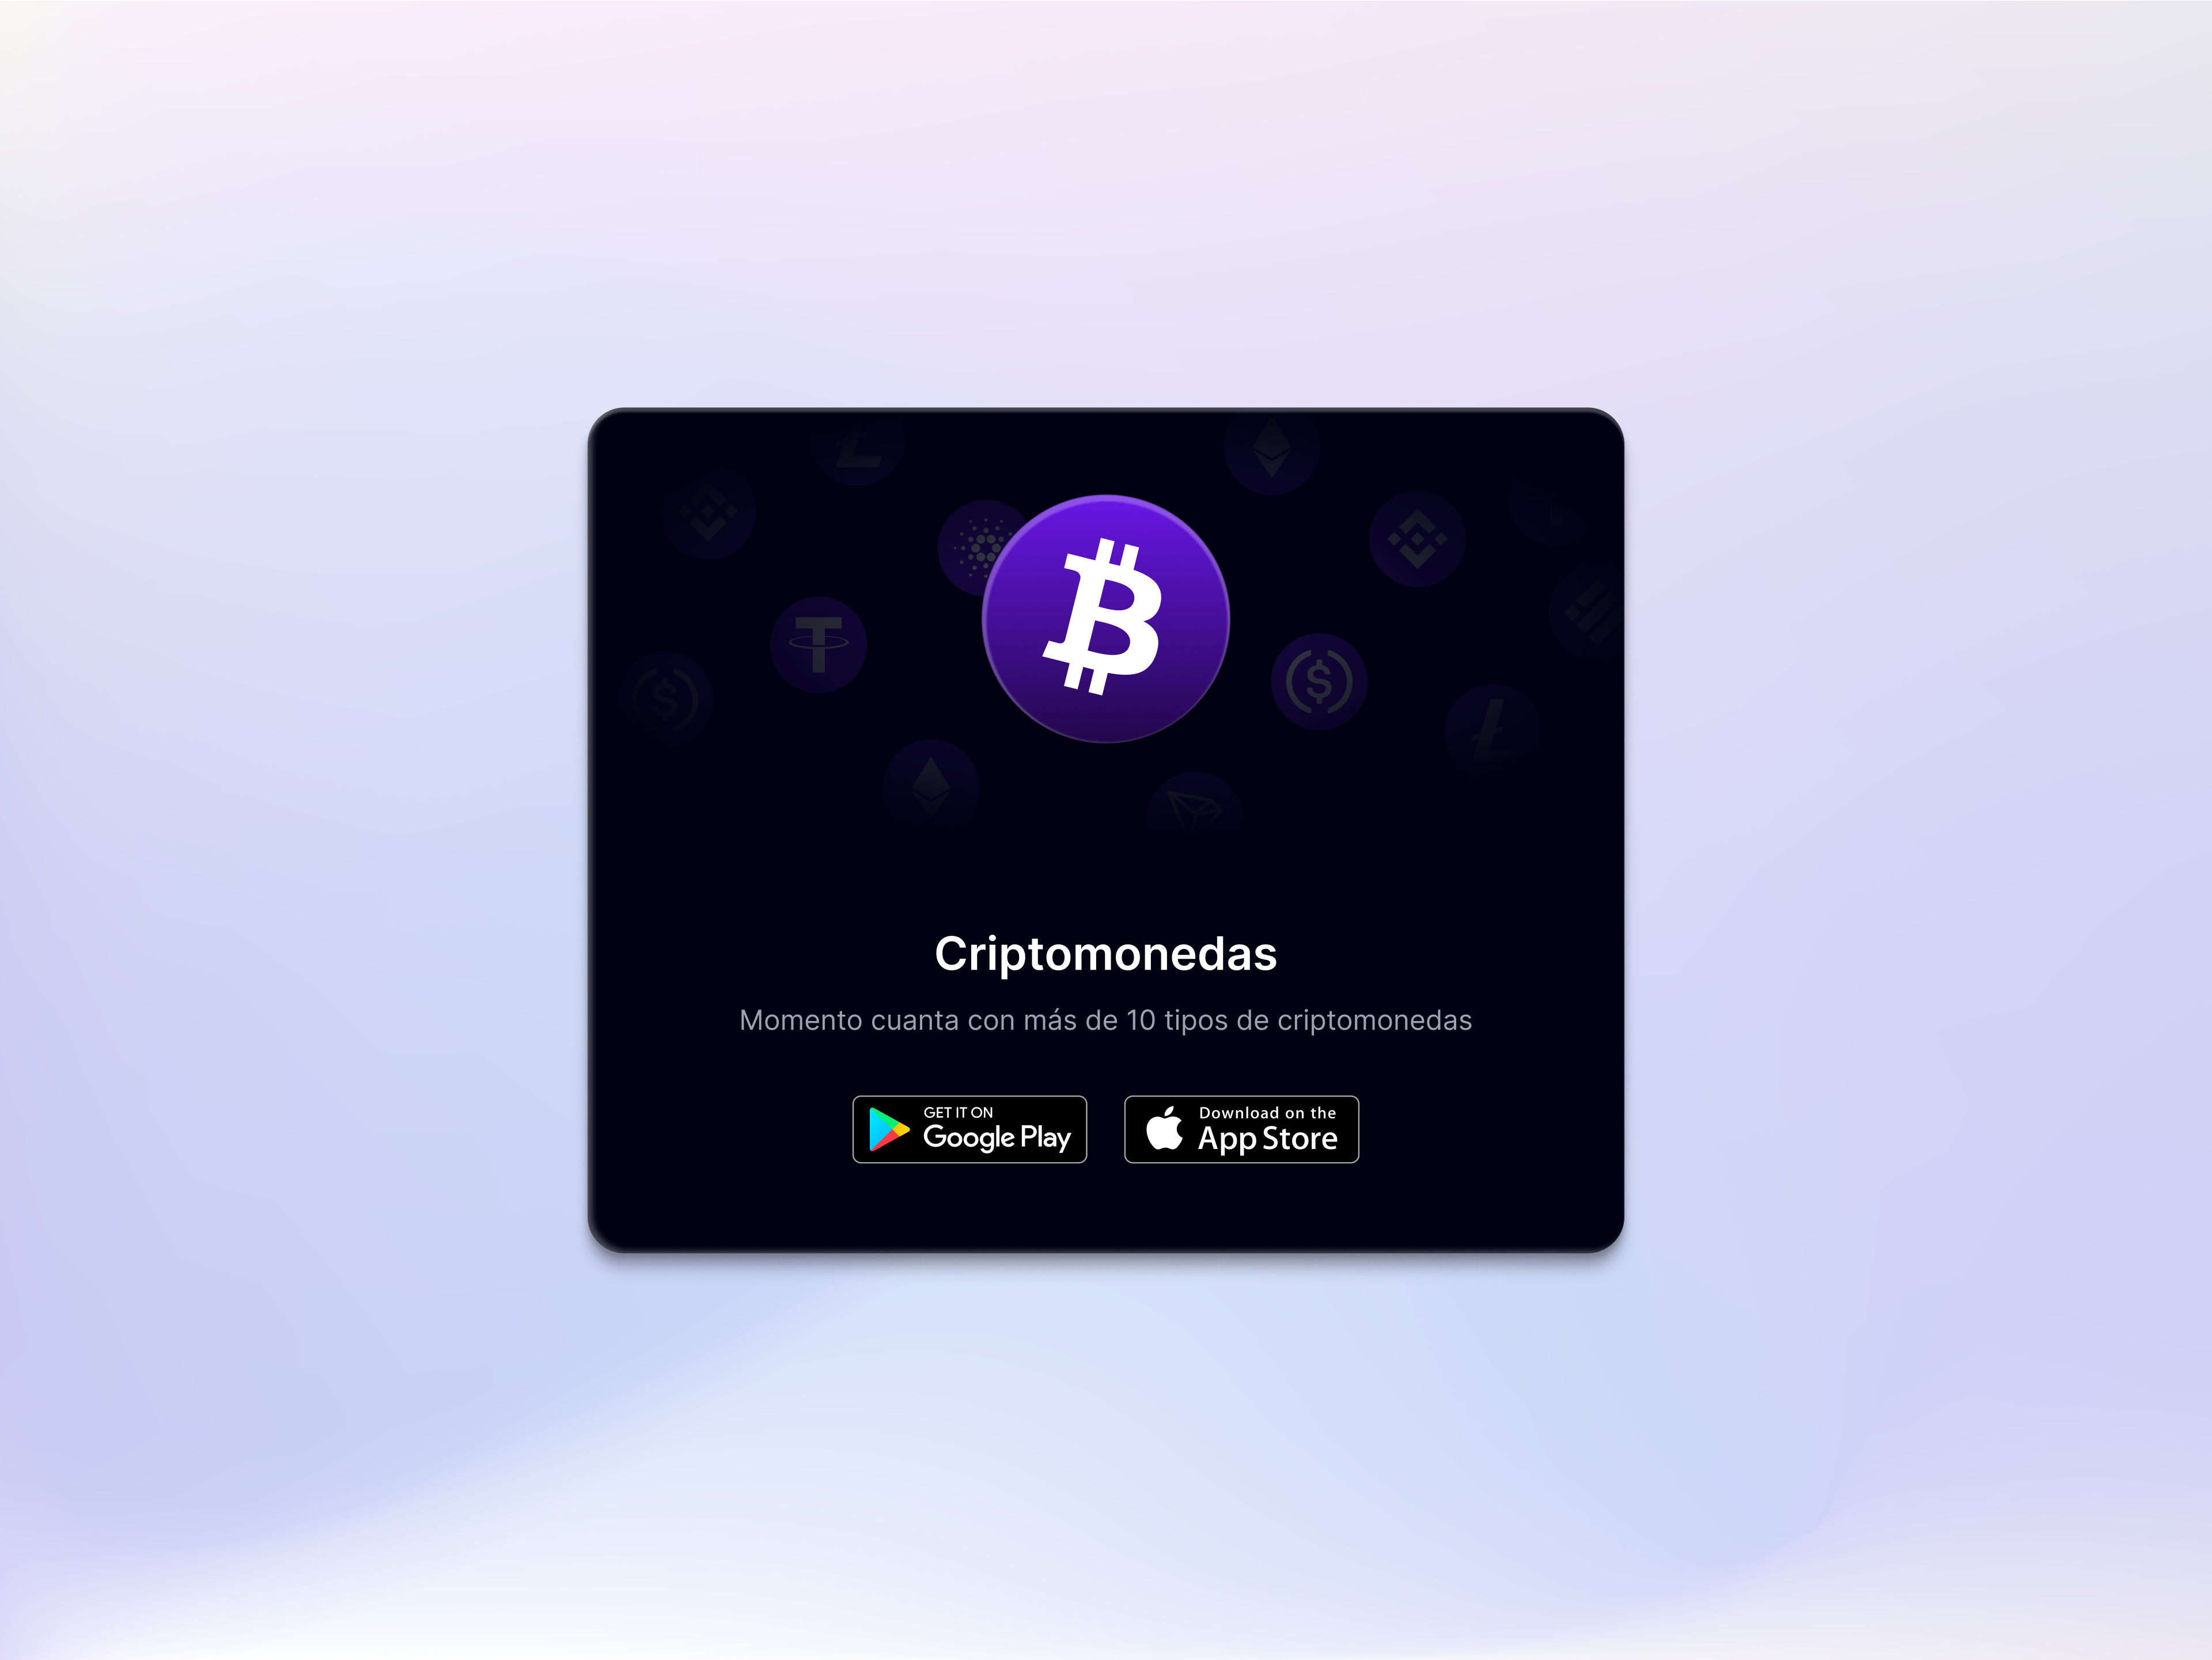 Criptomonedas
Momento cuanta con más de 10 tipos de criptomonedas
GET IT ON
Google Play
Download on the
App Store